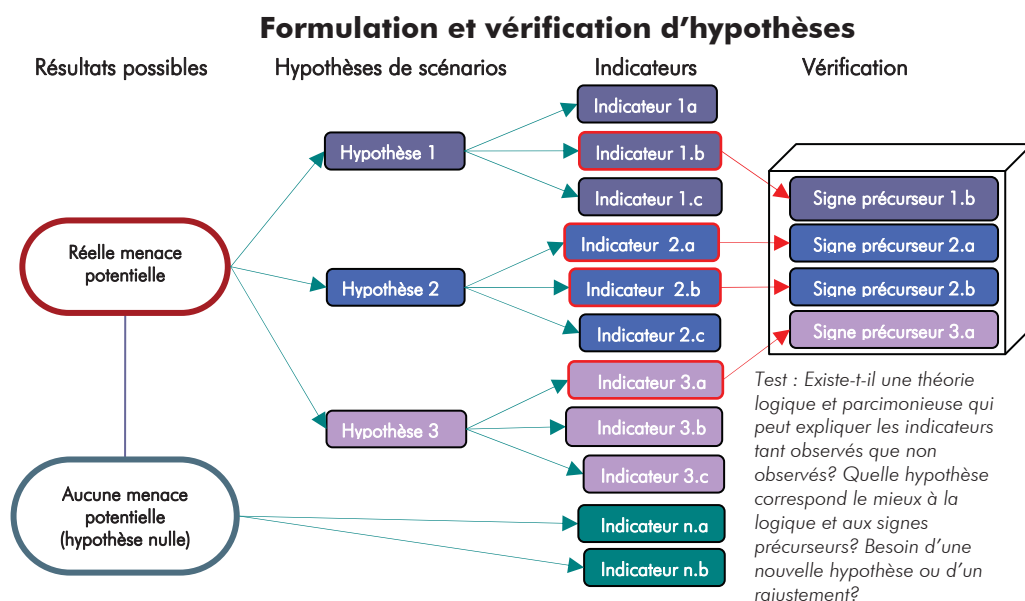 Formulation et vérification d’hypothèses
Résultats possibles
Hypothèses de scénarios
Indicateurs
Vérification
Réelle menace
potentielle
Aucune menace
potentielle
(hypothèse nulle)
Hypothèse 1
Hypothèse 2
Hypothèse 3
Indicateur 1a
Indicateur 1.b
Indicateur 1.c
Indicateur 2.a
Indicateur 2.b
Indicateur 2.c
Indicateur 3.a
Indicateur 3.b
Indicateur 3.c
Indicateur n.a
Indicateur n.b
Signe précurseur 1.b
Signe précurseur 2.a
Signe précurseur 2.b
Signe précurseur 3.a
Test : Existe-t-il une théorie
logique et parcimonieuse qui
peut expliquer les indicateurs
tant observés que non
observés? Quelle hypothèse
correspond le mieux à la
logique et aux signes
précurseurs? Besoin d’une
nouvelle hypothèse ou d’un
rajustement?